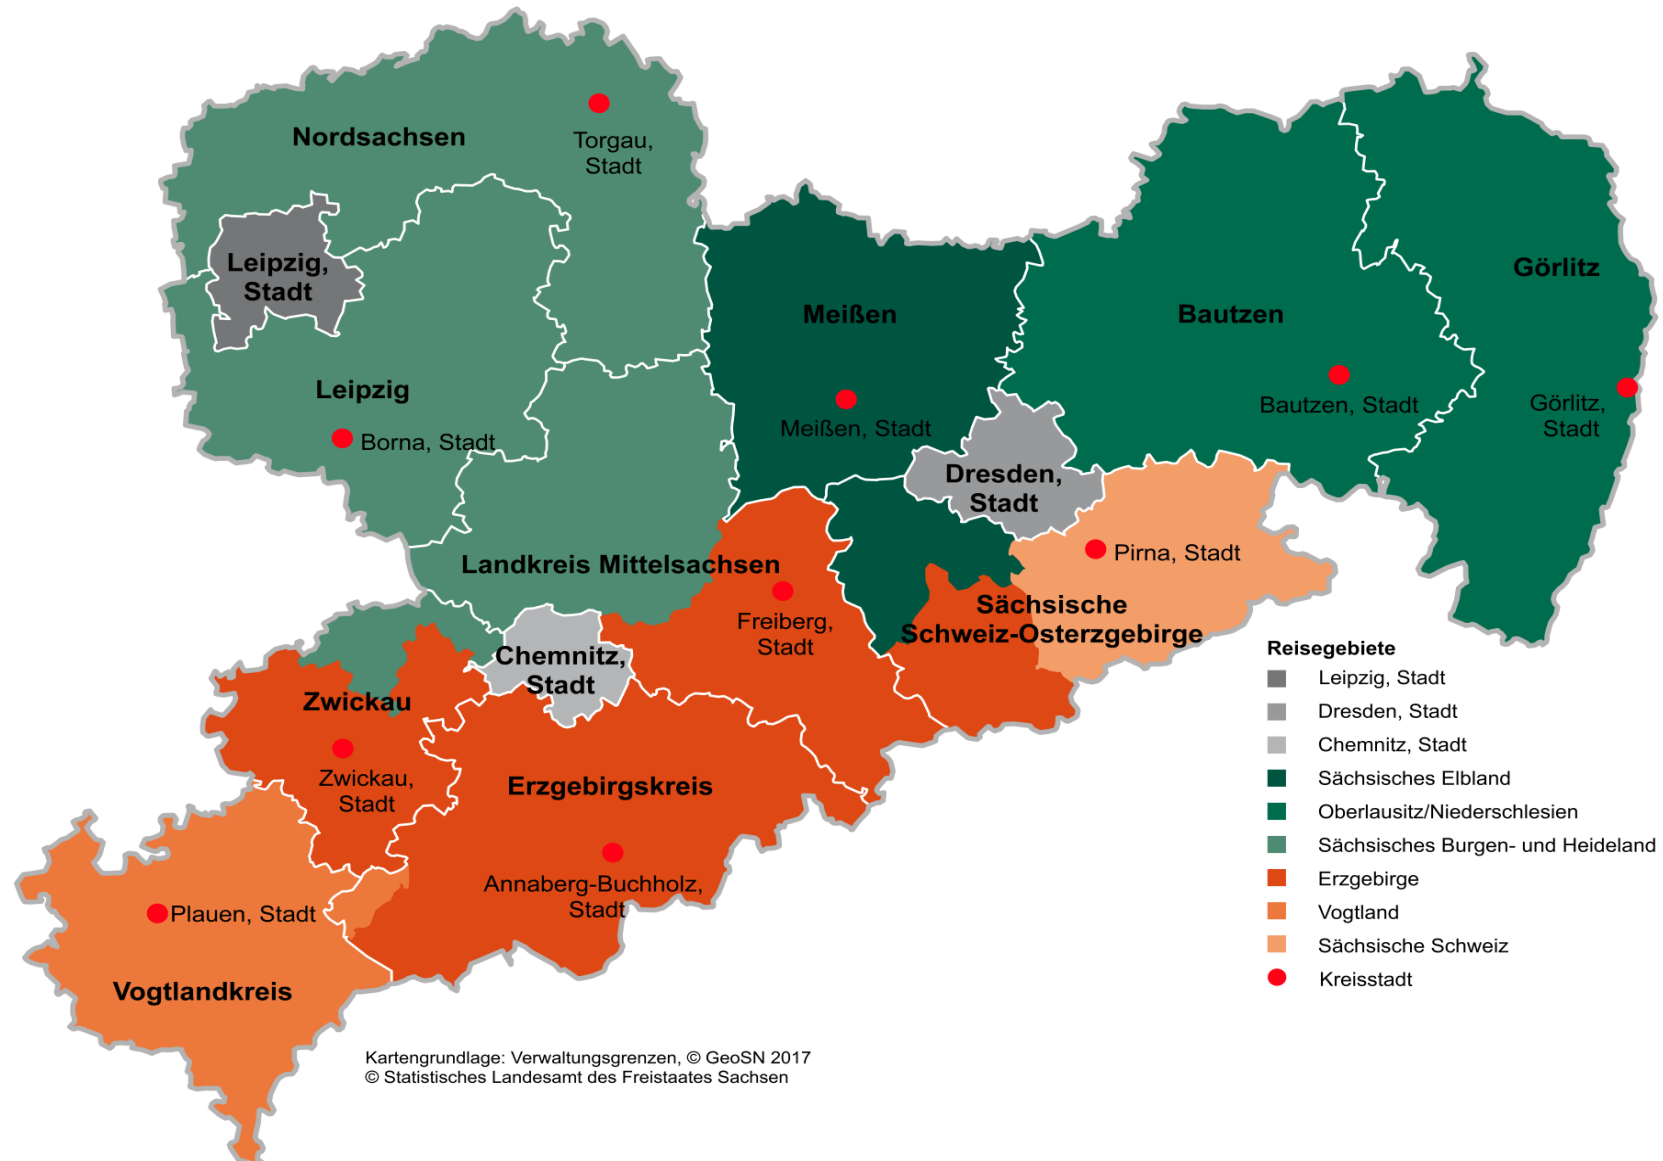 Nordsachsen
Torgau,
Stadt
Leipzig,
Stadt
Leipzig
Borna, Stadt
Meißen
Meißen, Stadt
Bautzen
Bautzen, Stadt
Görlitz
Görlitz,
Stadt
Dresden,
Stadt
Pirna, Stadt
Landkreis Mittelsachsen
Freiberg,
Stadt
Sächsische
Schweiz-Osterzgebirge
Chemnitz,
Stadt
Zwickau
Zwickau,
Stadt
Erzgebirgskreis
Annaberg-Buchholz,
Stadt
Plauen, Stadt
Vogtlandkreis
Reisegebiete
Leipzig, Stadt
Dresden, Stadt
Chemnitz, Stadt
Sächsisches Elbland
Oberlausitz/Niederschlesien
Sächsisches Burgen- und Heideland
Erzgebirge
Vogtland
Sächsische Schweiz
Kreisstadt
Kartengrundlage: Verwaltungsgrenzen, © GeoSN 2017
© Statistisches Landesamt des Freistaates Sachsen